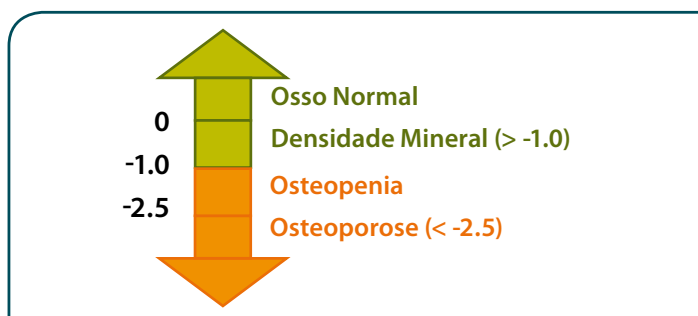 Osso Normal
0
Densidade Mineral (> -1.0)
-1.0
Osteopenia
-2.5
Osteoporose (< -2.5)